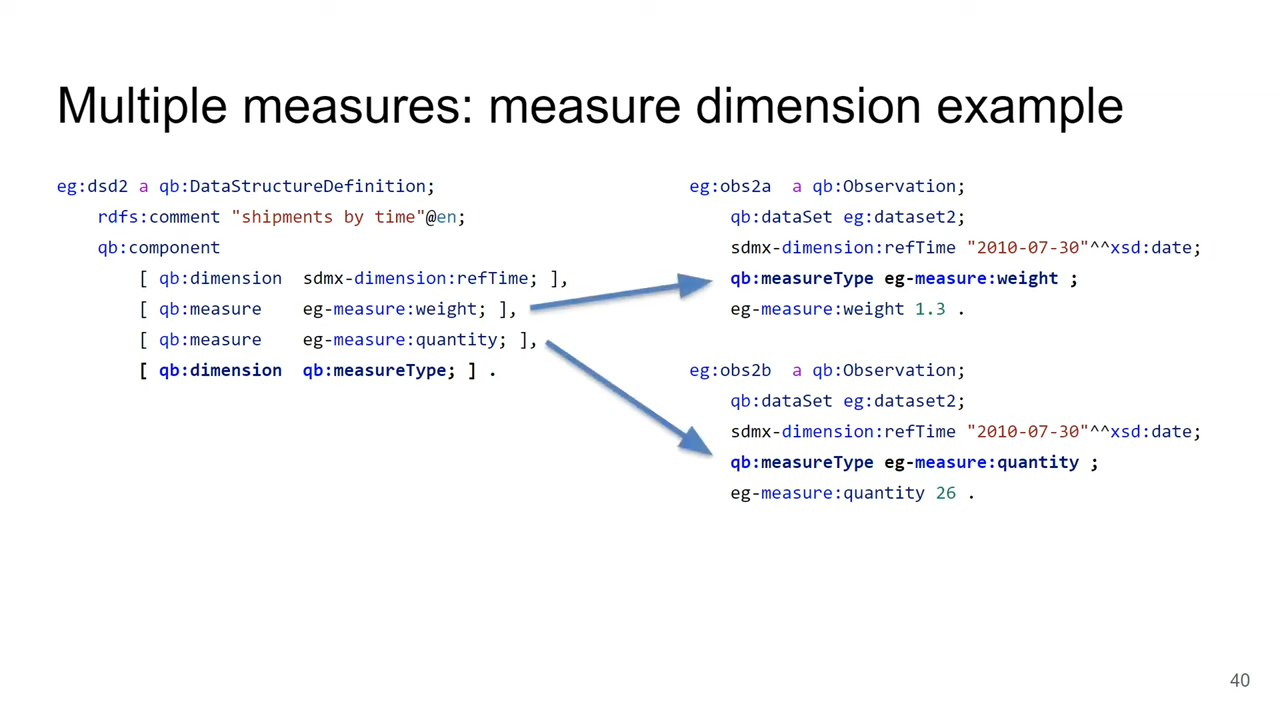 Multiple measures: measure dimension example
eg:dsd2 a qb:DataStructureDefinition;
rdfs:comment "shipments by time"@en;
qb:component
[ qb:dimension sdmx-dimension:refTime; ],
[ qb:measure eg-measure:weight; ],
[ qb:measure eg-measure:quantity; ],
[ qb:dimension qb:measureType; ] .
eg:obs2a a qb:Observation;
qb:dataSet eg:dataset2;
sdmx-dimension:refTime "2010-07-30"^^xsd:date;
qb:measureType eg-measure:weight ;
eg-measure:weight 1.3 .
eg:obs2b a qb:Observation;
qb:dataSet eg:dataset2;
sdmx-dimension:refTime "2010-07-30"^^xsd:date;
qb:measureType eg-measure:quantity ;
eg-measure:quantity 26 .
40